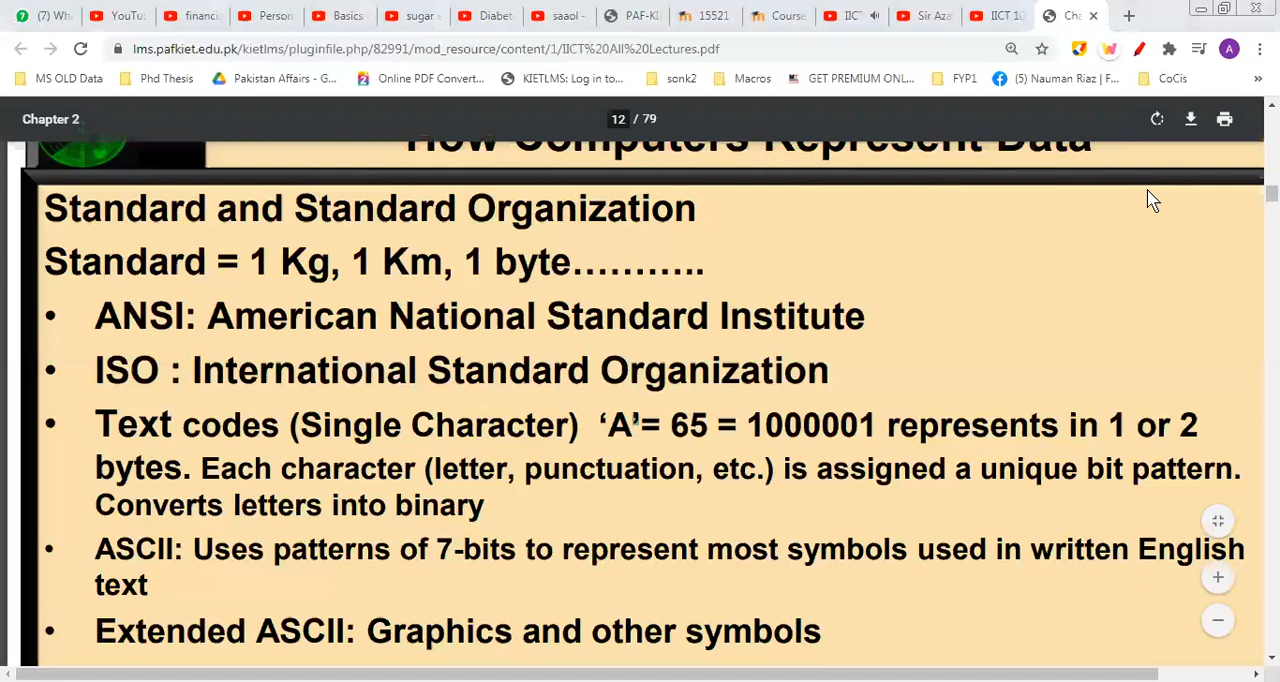 Wh
YouTu
financi
Person
Basics
sugar e
Diabet
saaol -
PAF-KI
15521
Course
IICT
Sir Aza
IICT 10
Cha
lms.pafkiet.edu.pk/kietlms/pluginfile.php/82991/mod_resource/content/1/IICT%20All%20Lectures.pdf
A
MS OLD Data
Phd Thesis
Pakistan Affairs - G...
Online PDF Convert...
KIETLMS: Log in to...
sonk2
Macros
GET PREMIUM ONL...
FYP1
(5) Nauman Riaz | F...
CoCis
»
Chapter 2
12 / 79
How Computers Represent Data
Standard and Standard Organization
Standard = 1 Kg, 1 Km, 1 byte………..
• ANSI: American National Standard Institute
• ISO : International Standard Organization
• Text codes (Single Character) ‘A’= 65 = 1000001 represents in 1 or 2
bytes. Each character (letter, punctuation, etc.) is assigned a unique bit pattern.
Converts letters into binary
• ASCII: Uses patterns of 7-bits to represent most symbols used in written English
text
• Extended ASCII: Graphics and other symbols